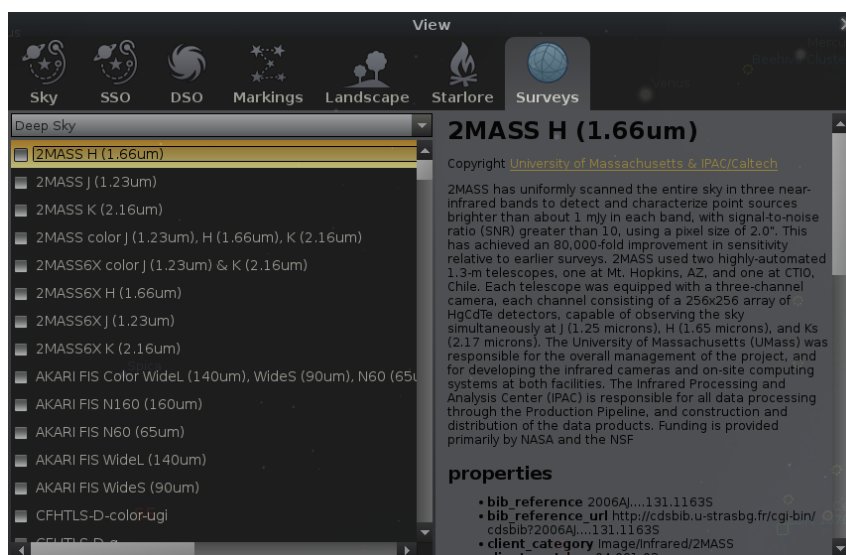 View
Sky
SSO
DSO
Markings
Landscape
Starlore
Surveys
Deep Sky
2MASS H (1.66um)
2MASS J (1.23um)
2MASS K (2.16um)
2MASS color J (1.23um), H (1.66um), K (2.16um)
2MASS6X color J (1.23um) & K (2.16um)
2MASS6X H (1.66um)
2MASS6X J (1.23um)
2MASS6X K (2.16um)
AKARI FIS Color WideL (140um), WideS (90um), N60 (65u
AKARI FIS N160 (160um)
AKARI FIS N60 (65um)
AKARI FIS WideL (140um)
AKARI FIS WideS (90um)
CFHTLS-D-color-ugi
2MASS H (1.66um)
Copyright University of Massachusetts & IPAC/Caltech
2MASS has uniformly scanned the entire sky in three near-
infrared bands to detect and characterize point sources
brighter than about 1 mJy in each band, with signal-to-noise
ratio (SNR) greater than 10, using a pixel size of 2.0". This
has achieved an 80,000-fold improvement in sensitivity
relative to earlier surveys. 2MASS used two highly-automated
1.3-m telescopes, one at Mt. Hopkins, AZ, and one at CTIO,
Chile. Each telescope was equipped with a three-channel
camera, each channel consisting of a 256x256 array of
HgCdTe detectors, capable of observing the sky
simultaneously at J (1.25 microns), H (1.65 microns), and Ks
(2.17 microns). The University of Massachusetts (UMass) was
responsible for the overall management of the project, and
for developing the infrared cameras and on-site computing
systems at both facilities. The Infrared Processing and
Analysis Center (IPAC) is responsible for all data processing
through the Production Pipeline, and construction and
distribution of the data products. Funding is provided
primarily by NASA and the NSF
properties
• bib_reference 2006AJ....131.1163S
• bib_reference_url http://cdsbib.u-strasbg.fr/cgi-bin/
cdsbib?2006AJ....131.1163S
• client_category Image/Infrared/2MASS